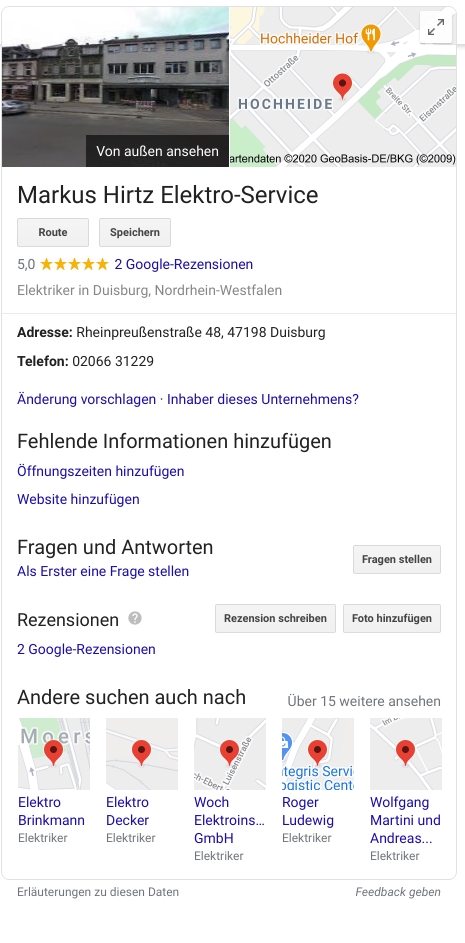 Hochheider Hof
Ottostraße
HOCHHEIDE
Breite Str.
Elsenstraße
Von außen ansehen
artendaten ©2020 GeoBasis-DE/BKG (©2009)
Markus Hirtz Elektro-Service
Route
Speichern
5,0 ★★★★★ 2 Google-Rezensionen
Elektriker in Duisburg, Nordrhein-Westfalen
Adresse: Rheinpreußenstraße 48, 47198 Duisburg
Telefon: 02066 31229
Änderung vorschlagen · Inhaber dieses Unternehmens?
Fehlende Informationen hinzufügen
Öffnungszeiten hinzufügen
Website hinzufügen
Fragen und Antworten
Fragen stellen
Als Erster eine Frage stellen
Rezensionen ?
Rezension schreiben
Foto hinzufügen
2 Google-Rezensionen
Andere suchen auch nach
Über 15 weitere ansehen
Moers
Luisenstraße
ch-Ebert
tegris Servi
ogistic Cente
Im
Elektro
Brinkmann
Elektriker
Elektro
Decker
Elektriker
Woch
Elektroins...
GmbH
Elektriker
Roger
Ludewig
Elektriker
Wolfgang
Martini und
Andreas...
Elektriker
Erläuterungen zu diesen Daten
Feedback geben